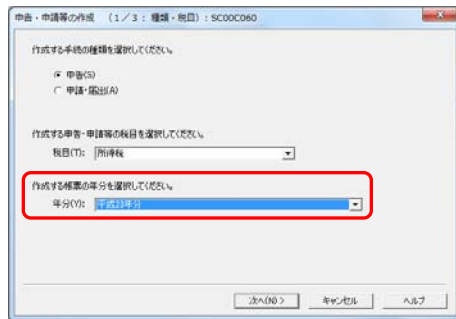 申告・申請等の作成 (1/3：種類・税目)：SC00C060
作成する手続の種類を選択してください。
申告(S)
申請・届出(A)
作成する申告・申請等の税目を選択してください。
税目(T)： 所得税
作成する帳票の年分を選択してください。
年分(Y)： 平成23年分
次へ(N) > キャンセル ヘルプ